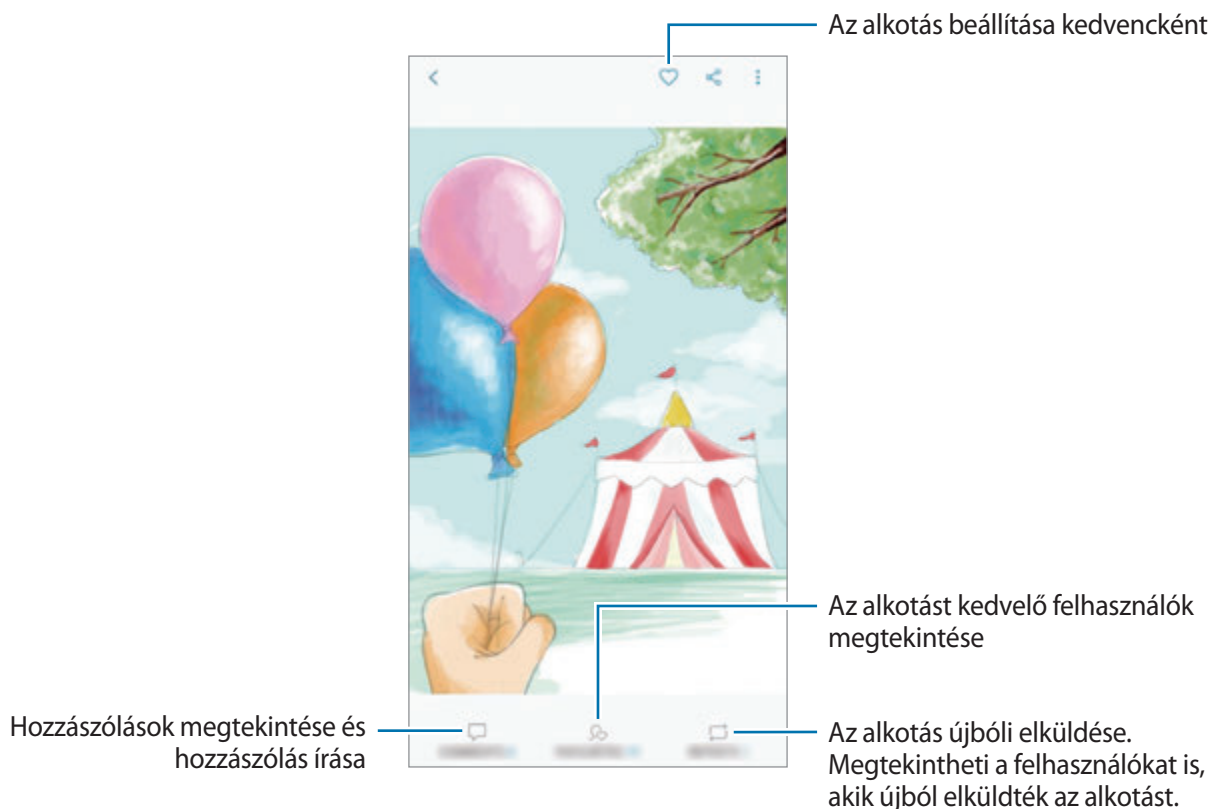 Az alkotás beállítása kedvencként
Az alkotást kedvelő felhasználók
megtekintése
Hozzászólások megtekintése és
hozzászólás írása
Az alkotás újbóli elküldése.
Megtekintheti a felhasználókat is,
akik újból elküldték az alkotást.